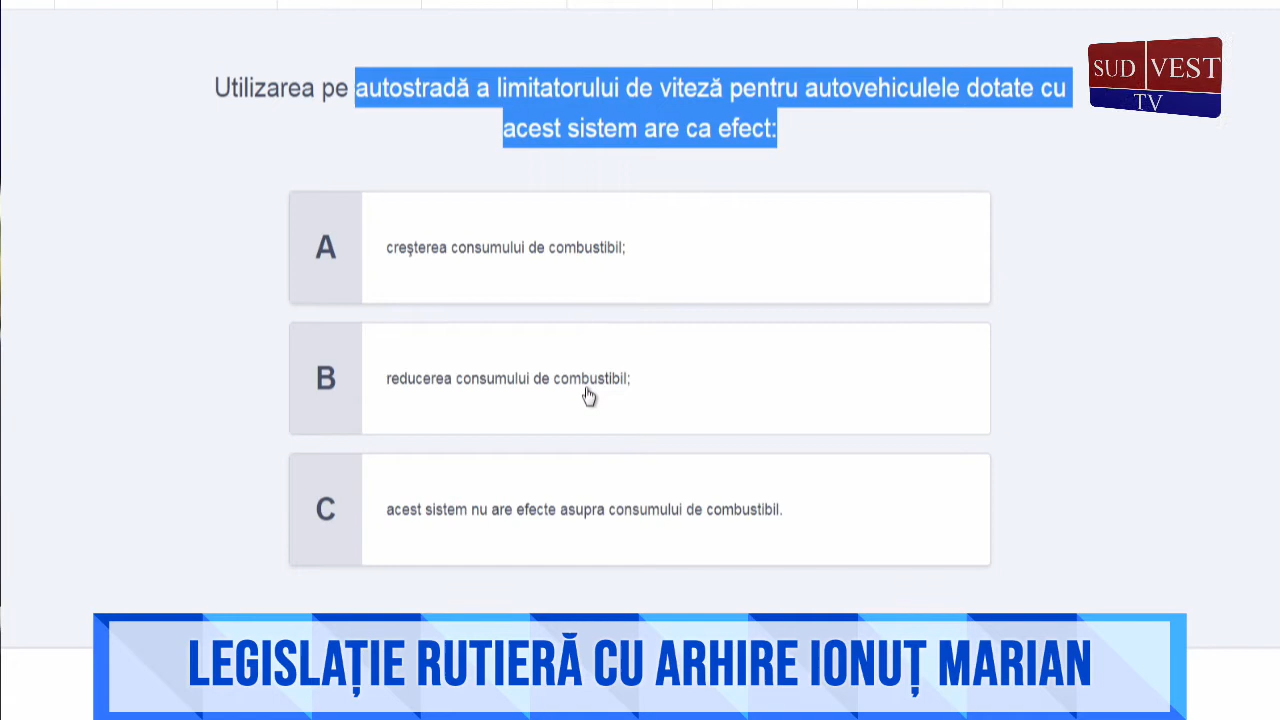 Utilizarea pe autostradă a limitatorului de viteză pentru autovehiculele dotate cu
acest sistem are ca efect:
SUD VEST
TV
A
creşterea consumului de combustibil;
B
reducerea consumului de combustibil;
C
acest sistem nu are efecte asupra consumului de combustibil.
LEGISLAȚIE RUTIERĂ CU ARHIRE IONUȚ MARIAN